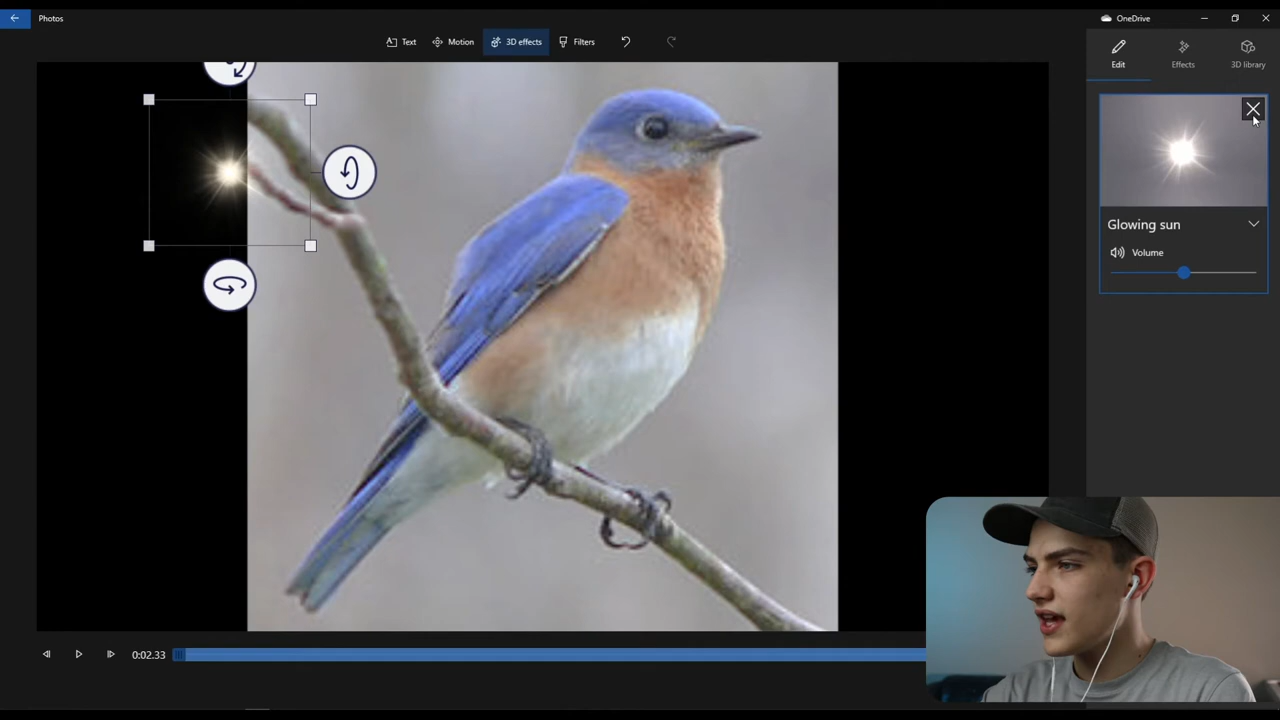 Photos
OneDrive
Text
Motion
3D effects
Filters
Edit
Effects
3D library
Glowing sun
Volume
0:02.33